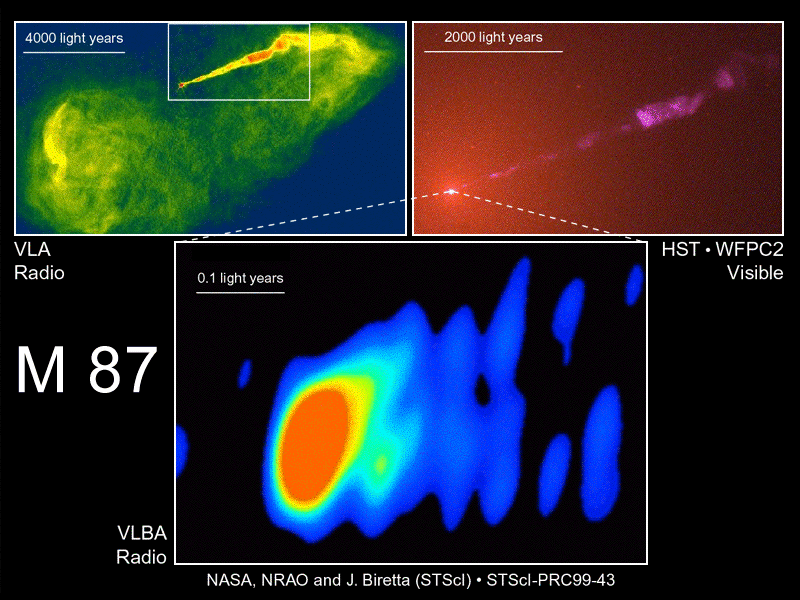 4000 light years
2000 light years
VLA
Radio
HST • WFPC2
Visible
0.1 light years
M 87
VLBA
Radio
NASA, NRAO and J. Biretta (STScI) • STScI-PRC99-43